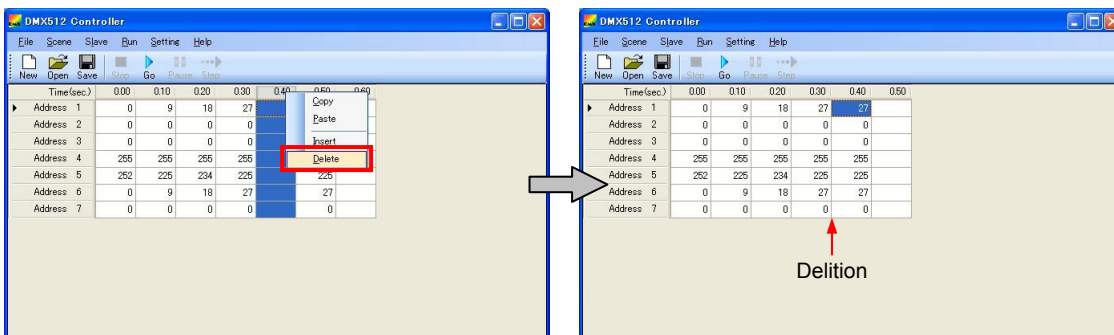 DMX512 Controller
File Scene Slave Run Setting Help
New Open Save Stop Go Pause Step
Time(sec.) 0.00 0.10 0.20 0.30 0.40 0.50 0.60
Address 1 0 9 18 27
Address 2 0 0 0 0
Address 3 0 0 0 0
Address 4 255 255 255 255
Address 5 252 225 234 225 225
Address 6 0 9 18 27 27
Address 7 0 0 0 0 0
Copy
Paste
Insert
Delete
DMX512 Controller
File Scene Slave Run Setting Help
New Open Save Stop Go Pause Step
Time(sec.) 0.00 0.10 0.20 0.30 0.40 0.50
Address 1 0 9 18 27 27
Address 2 0 0 0 0 0
Address 3 0 0 0 0 0
Address 4 255 255 255 255 255
Address 5 252 225 234 225 225
Address 6 0 9 18 27 27
Address 7 0 0 0 0 0
Delition